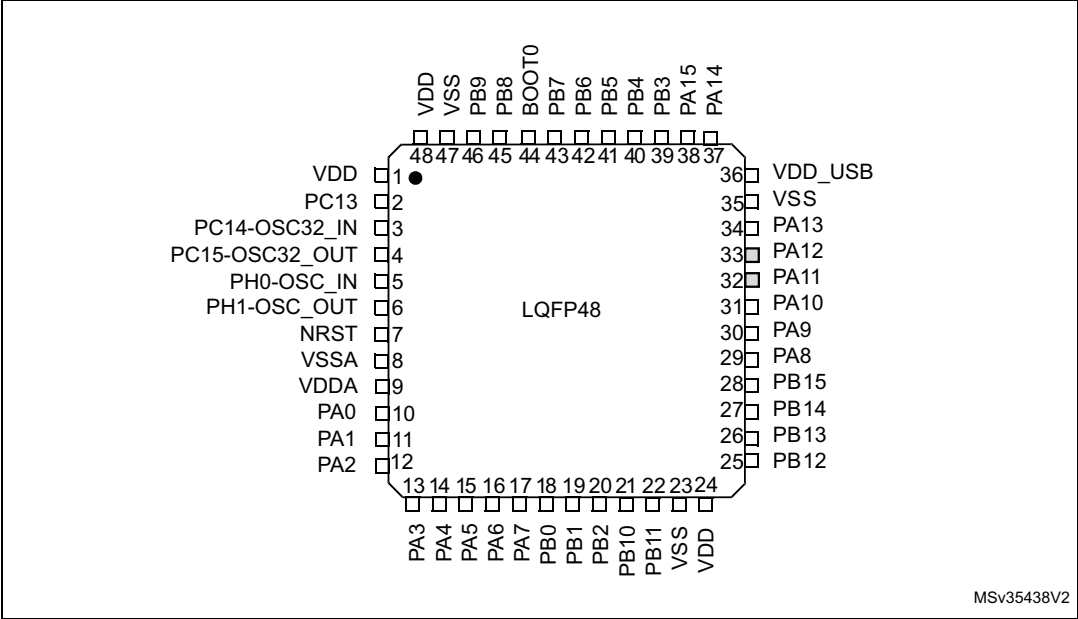 VDD
VSS
PB9
PB8
BOOT0
PB7
PB6
PB5
PB4
PB3
PA15
PA14
48 47 46 45 44 43 42 41 40 39 38 37
VDD 1 36 VDD_USB
PC13 2 35 VSS
PC14-OSC32_IN 3 34 PA13
PC15-OSC32_OUT 4 33 PA12
PH0-OSC_IN 5 32 PA11
PH1-OSC_OUT 6 LQFP48 31 PA10
NRST 7 30 PA9
VSSA 8 29 PA8
VDDA 9 28 PB15
PA0 10 27 PB14
PA1 11 26 PB13
PA2 12 25 PB12
13 14 15 16 17 18 19 20 21 22 23 24
PA3
PA4
PA5
PA6
PA7
PB0
PB1
PB2
PB10
PB11
VSS
VDD
MSv35438V2